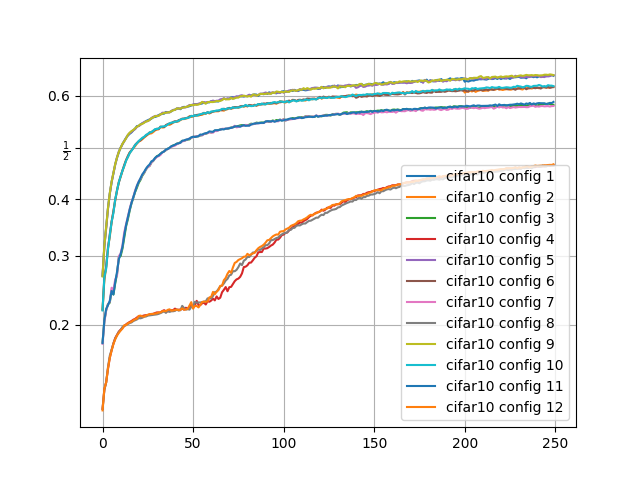 0.6
1/2
0.4
0.3
0.2
0
50
100
150
200
250
cifar10 config 1
cifar10 config 2
cifar10 config 3
cifar10 config 4
cifar10 config 5
cifar10 config 6
cifar10 config 7
cifar10 config 8
cifar10 config 9
cifar10 config 10
cifar10 config 11
cifar10 config 12